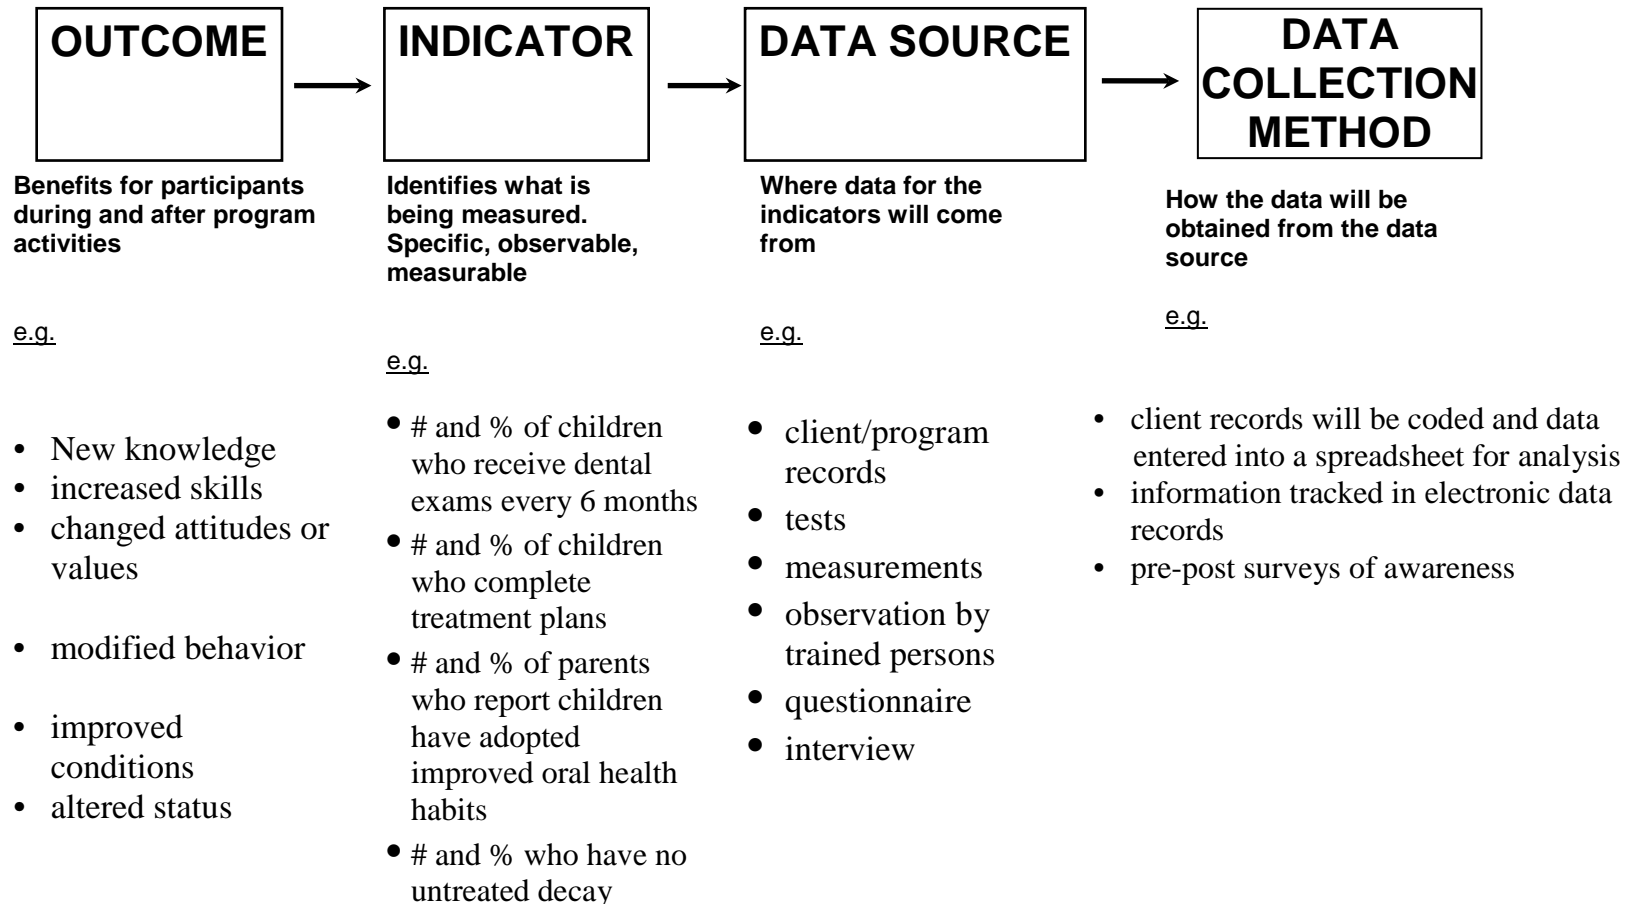 OUTCOME
INDICATOR
DATA SOURCE
DATA
COLLECTION
METHOD
Benefits for participants
during and after program
activities
e.g.
• New knowledge
• increased skills
• changed attitudes or
values
• modified behavior
• improved
conditions
• altered status
Identifies what is
being measured.
Specific, observable,
measurable
e.g.
• # and % of children
who receive dental
exams every 6 months
• # and % of children
who complete
treatment plans
• # and % of parents
who report children
have adopted
improved oral health
habits
• # and % who have no
untreated decay
Where data for the
indicators will come
from
e.g.
• client/program
records
• tests
• measurements
• observation by
trained persons
• questionnaire
• interview
How the data will be
obtained from the data
source
e.g.
• client records will be coded and data
entered into a spreadsheet for analysis
• information tracked in electronic data
records
• pre-post surveys of awareness